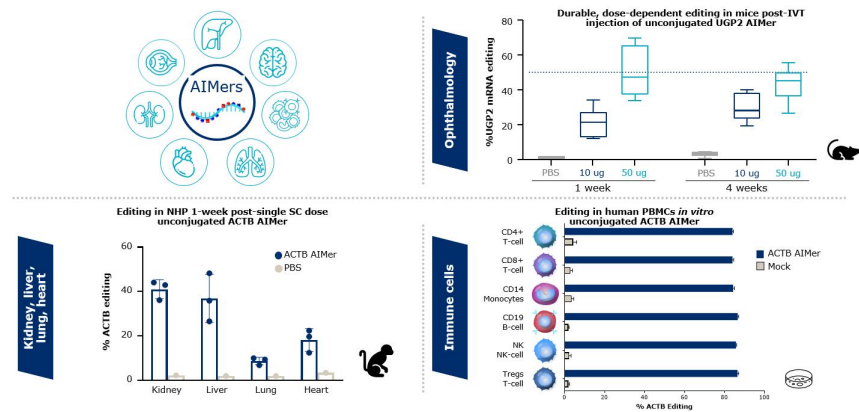 AIMers
Ophthalmology
Durable, dose-dependent editing in mice post-IVT
injection of unconjugated UGP2 AIMer
%UGP2 mRNA editing
80
60
40
20
0
PBS
10 ug
50 ug
PBS
10 ug
50 ug
1 week
4 weeks
Kidney, liver,
lung, heart
Editing in NHP 1-week post-single SC dose
unconjugated ACTB AIMer
% ACTB editing
60
40
20
0
ACTB AIMer
PBS
Kidney
Liver
Lung
Heart
Immune cells
Editing in human PBMCs in vitro
unconjugated ACTB AIMer
CD4+
T-cell
CD8+
T-cell
CD14
Monocytes
CD19
B-cell
NK
NK-cell
Tregs
T-cell
ACTB AIMer
Mock
0
20
40
60
80
100
% ACTB Editing